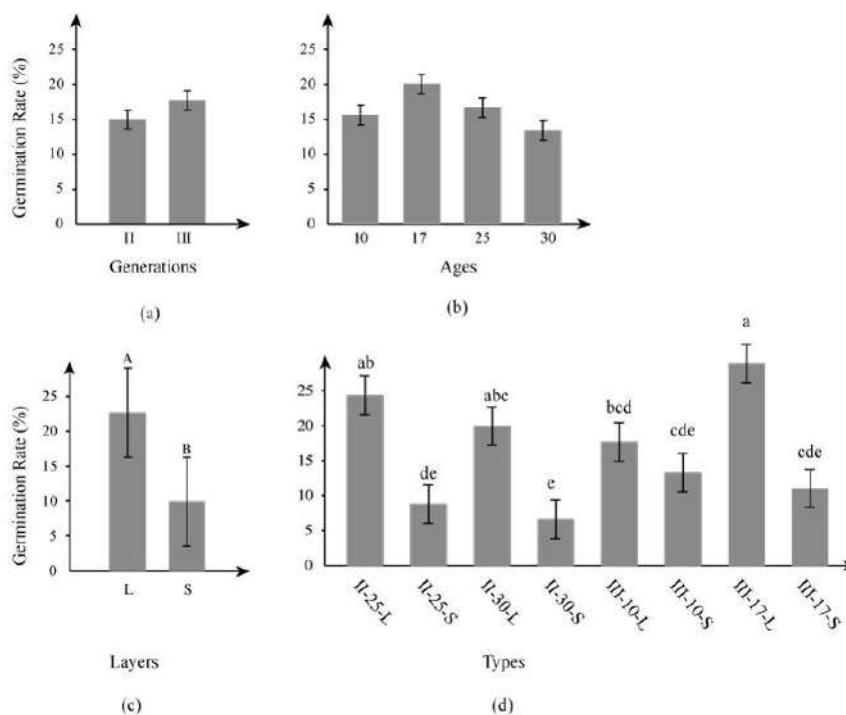 Germination Rate (%)
25
20
15
10
5
0
II
III
Generations
(a)
25
20
15
10
5
0
10
17
25
30
Ages
(b)
Germination Rate (%)
25
20
15
10
5
0
A
B
L
S
Layers
(c)
25
20
15
10
5
0
ab
de
abc
e
bcd
cde
a
cde
II-25-L
II-25-S
II-30-L
II-30-S
III-10-L
III-10-S
III-17-L
III-17-S
Types
(d)